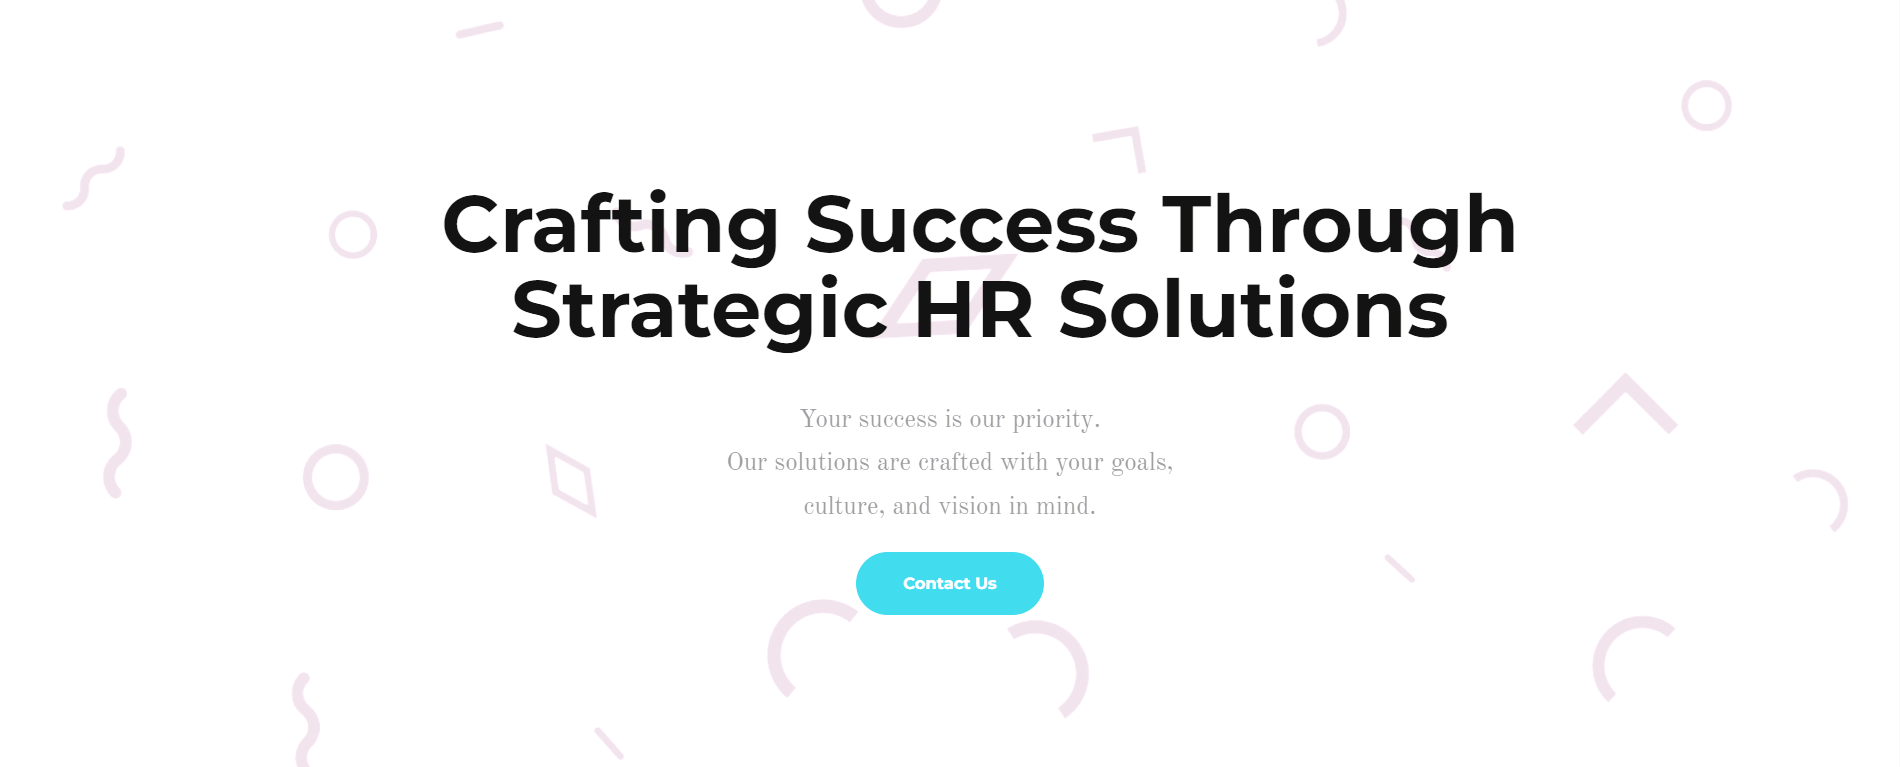 Crafting Success Through
Strategic HR Solutions
Your success is our priority.
Our solutions are crafted with your goals,
culture, and vision in mind.
Contact Us